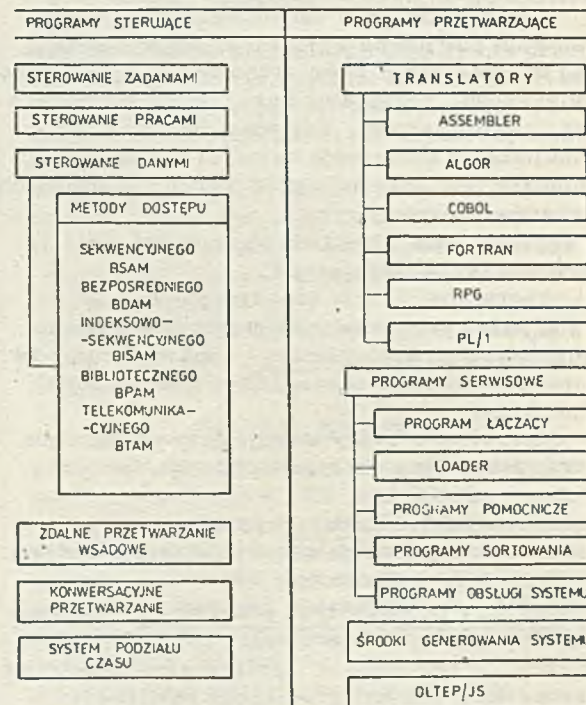 PROGRAMY STERUJĄCE
STEROWANIE ZADANIAMI
STEROWANIE PRACAMI
STEROWANIE DANYMI
METODY DOSTĘPU
SEKWENCYJNEGO
BSAM
BEZPOSREDNIEGO
BDAM
INDEKSOWO-
-SEKWENCYJNEGO
BISAM
BIBLIOTECZNEGO
BPAM
TELEKOMUNIKA-
-CYJNEGO
BTAM
ZDALNE PRZETWARZANIE
WSADOWE
KONWERSACYJNE
PRZETWARZANIE
SYSTEM PODZIAŁU
CZASU
PROGRAMY PRZETWARZAJĄCE
TRANSLATORY
ASSEMBLER
ALGOR
COBOL
FORTRAN
RPG
PL/1
PROGRAMY SERWISOWE
PROGRAM ŁĄCZĄCY
LOADER
PROGRAMY POMOCNICZE
PROGRAMY SORTOWANIA
PROGRAMY OBSŁUGI SYSTEMU
ŚRODKI GENEROWANIA SYSTEMU
OLTEP/JS